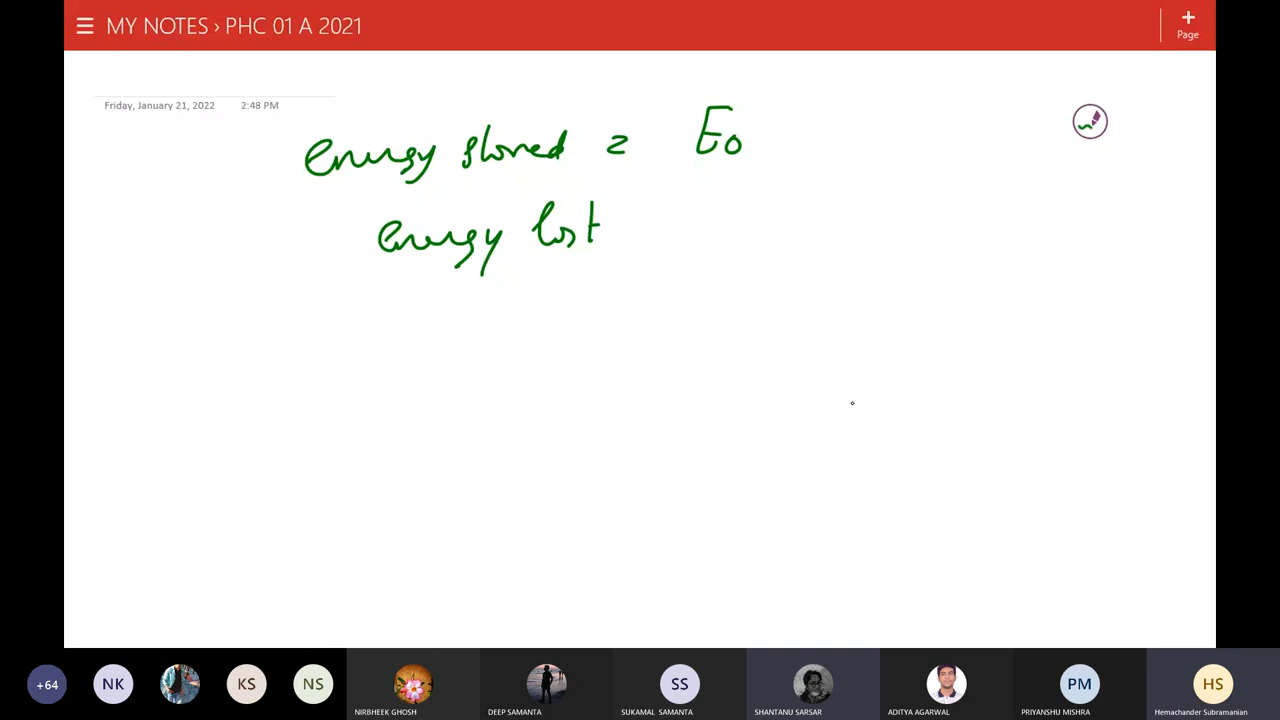 MY NOTES › PHC 01 A 2021
Page
Friday, January 21, 2022 2:48 PM
energy stored = E0
energy lost
+64 NK KS NS SS PM HS
NIRBHEEK GHOSH DEEP SAMANTA SUKAMAL SAMANTA SHANTANU SARSAR ADITYA AGARWAL PRIYANSHU MISHRA Hemachander Subramanian